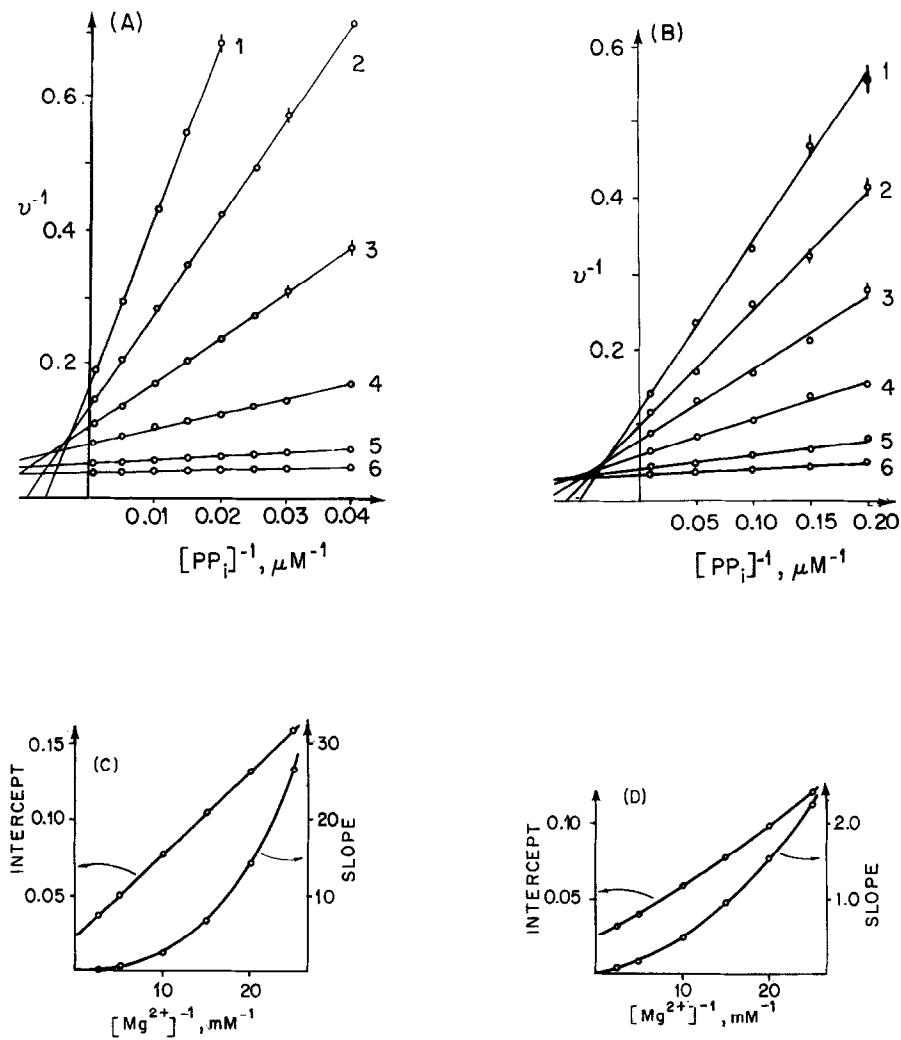 (A)
1
2
3
4
5
6
0.6
0.4
0.2
υ⁻¹
0.01 0.02 0.03 0.04
[PPᵢ]⁻¹, μM⁻¹
(B)
1
2
3
4
5
6
0.6
0.4
0.2
υ⁻¹
0.05 0.10 0.15 0.20
[PPᵢ]⁻¹, μM⁻¹
(C)
0.15
0.10
0.05
INTERCEPT
30
20
10
SLOPE
10 20
[Mg²⁺]⁻¹, mM⁻¹
(D)
0.10
0.05
INTERCEPT
2.0
1.0
SLOPE
10 20
[Mg²⁺]⁻¹, mM⁻¹